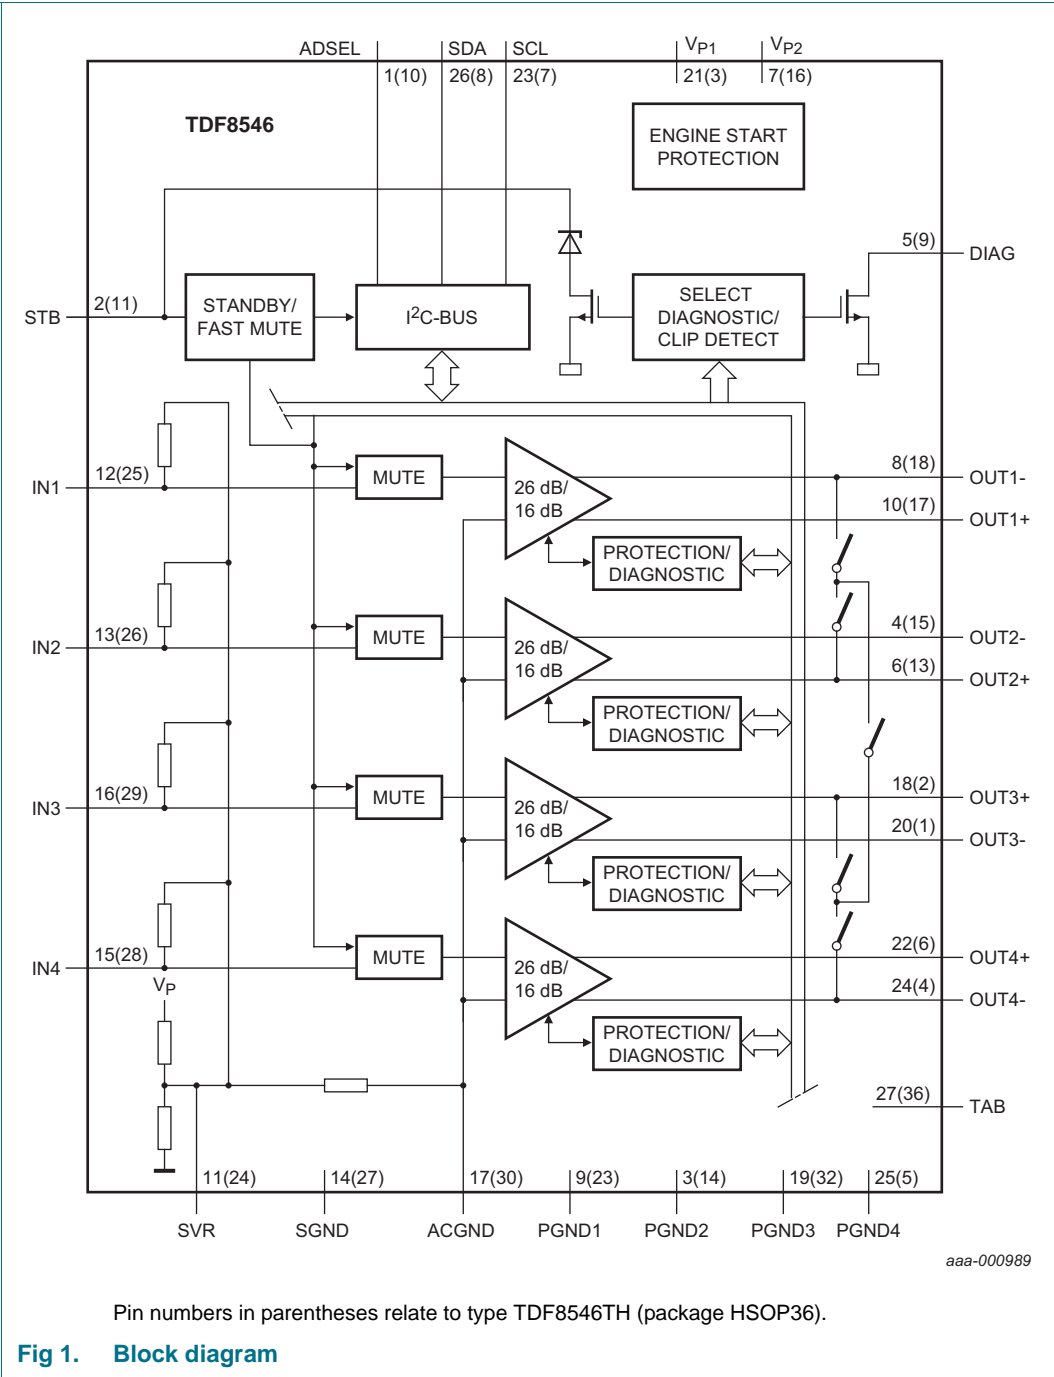 ADSEL SDA SCL VP1 VP2
1(10) 26(8) 23(7) 21(3) 7(16)
TDF8546
ENGINE START
PROTECTION
5(9) DIAG
STB 2(11)
STANDBY/
FAST MUTE
I2C-BUS
SELECT
DIAGNOSTIC/
CLIP DETECT
IN1 12(25)
MUTE
26 dB/
16 dB
8(18) OUT1-
10(17) OUT1+
PROTECTION/
DIAGNOSTIC
IN2 13(26)
MUTE
26 dB/
16 dB
4(15) OUT2-
6(13) OUT2+
PROTECTION/
DIAGNOSTIC
IN3 16(29)
MUTE
26 dB/
16 dB
18(2) OUT3+
20(1) OUT3-
PROTECTION/
DIAGNOSTIC
IN4 15(28)
MUTE
26 dB/
16 dB
22(6) OUT4+
24(4) OUT4-
VP
PROTECTION/
DIAGNOSTIC
27(36) TAB
11(24) 14(27) 17(30) 9(23) 3(14) 19(32) 25(5)
SVR SGND ACGND PGND1 PGND2 PGND3 PGND4
aaa-000989
Pin numbers in parentheses relate to type TDF8546TH (package HSOP36).
Fig 1. Block diagram